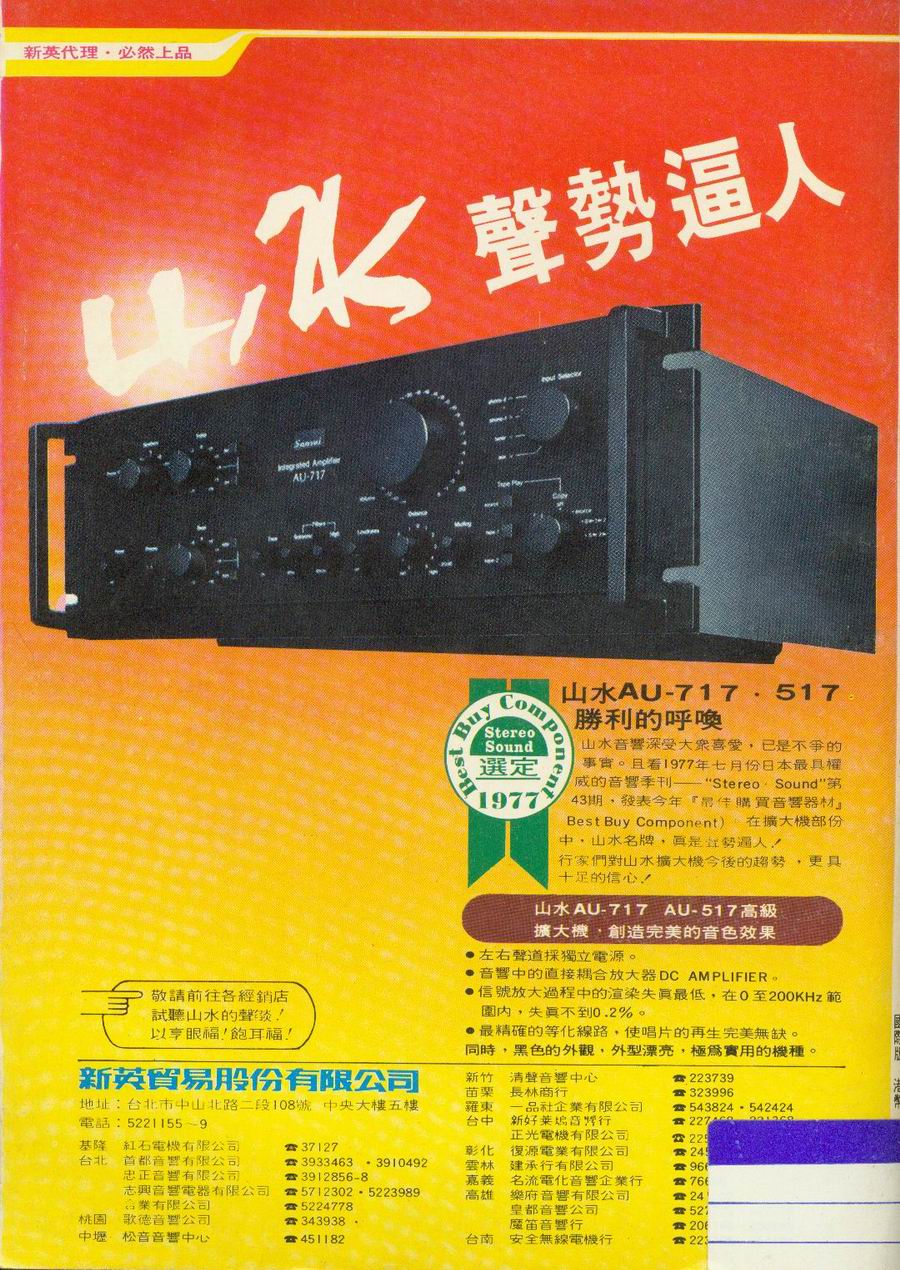 新英代理・必然上品
山水 聲勢逼人
Input Selector
Sansui
Integrated Amplifier
AU-717
Volume
Tape Play
Copy
Balance
Filters
Loudness
Muting
山水AU-717・517
勝利的呼喚
Best Buy Component
Stereo
Sound
選定
1977
山水音響深受大衆喜愛，已是不爭的
事實。且看1977年七月份日本最具權
威的音響季刊——“Stereo・Sound”第
43期，發表今年『最佳購買音響器材』
Best Buy Component） 在擴大機部份
中，山水名牌，眞是聲勢逼人！
行家們對山水擴大機今後的趨勢，更具
十足的信心！
山水AU-717 AU-517高級
擴大機，創造完美的音色效果
●左右聲道採獨立電源。
●音響中的直接耦合放大器DC AMPLIFIER。
●信號放大過程中的渲染失眞最低，在0至200KHz範
圍内，失眞不到0.2%。
●最精確的等化線路，使唱片的再生完美無缺。
同時，黑色的外觀，外型漂亮，極爲實用的機種。
敬請前往各經銷店
試聽山水的聲談！
以享眼福！飽耳福！
新英貿易股份有限公司
地址：台北市中山北路二段108號 中央大樓五樓
電話：5221155～9
基隆 紅石電機有限公司 ☎37127
台北 首都音響有限公司 ☎3933463・3910492
忠正音響有限公司 ☎3912856-8
志興音響電器有限公司 ☎5712302・5223989
音業有限公司 ☎5224778
桃園 歌德音響公司 ☎343938・
中壢 松音音響中心 ☎451182
新竹 清聲音響中心 ☎223739
苗栗 長林商行 ☎323996
羅東 一品社企業有限公司 ☎543824・542424
台中 新好萊塢音響行 ☎227
正光電機有限公司 ☎225
彰化 復源電業有限公司 ☎245
雲林 建承行有限公司 ☎966
嘉義 名流電化音響企業行 ☎766
高雄 樂府音響有限公司 ☎24
皇都音響公司 ☎527
魔笛音響行 ☎206
台南 安全無線電機行 ☎223
國際版 港幣